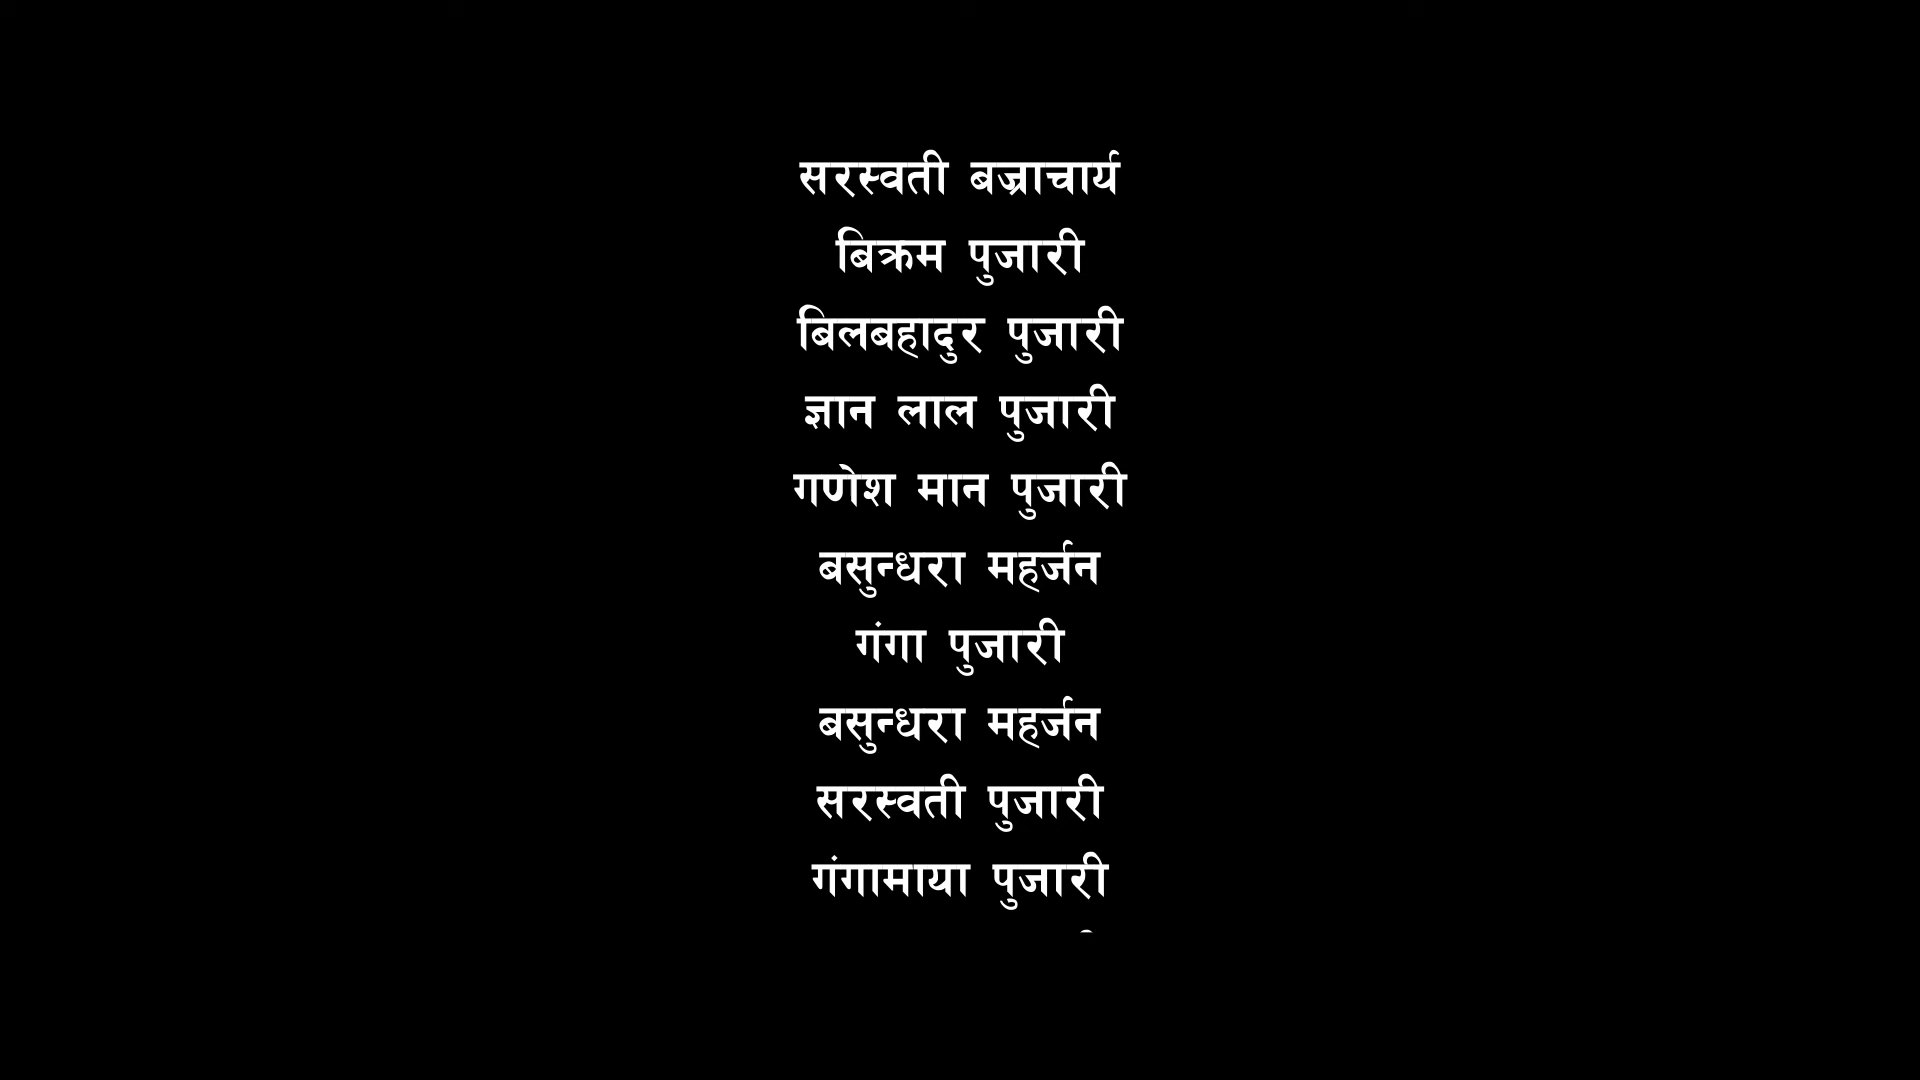 सरस्वती बज्राचार्य
बिक्रम पुजारी
बिलबहादुर पुजारी
ज्ञान लाल पुजारी
गणेश मान पुजारी
बसुन्धरा महर्जन
गंगा पुजारी
बसुन्धरा महर्जन
सरस्वती पुजारी
गंगामाया पुजारी